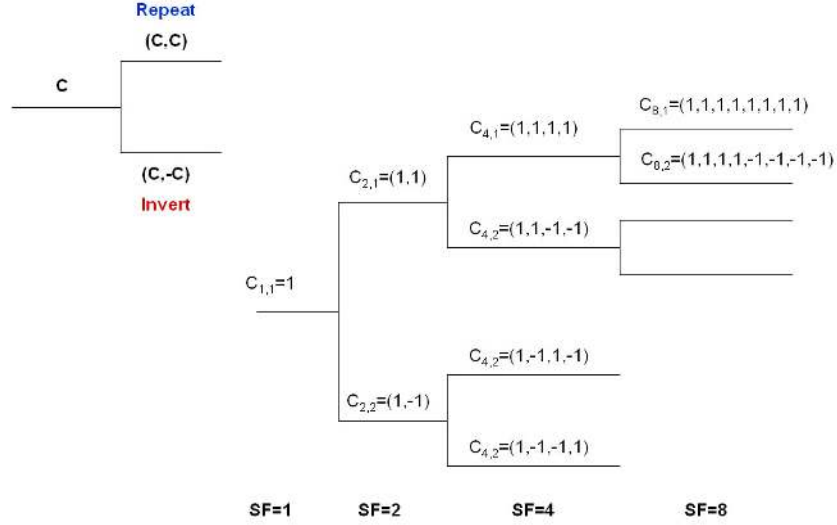 Repeat
(C,C)
C
(C,-C)
Invert
C1,1=1
C2,1=(1,1)
C2,2=(1,-1)
C4,1=(1,1,1,1)
C4,2=(1,1,-1,-1)
C4,2=(1,-1,1,-1)
C4,2=(1,-1,-1,1)
C8,1=(1,1,1,1,1,1,1,1)
C8,2=(1,1,1,1,-1,-1,-1,-1)
SF=1 SF=2 SF=4 SF=8